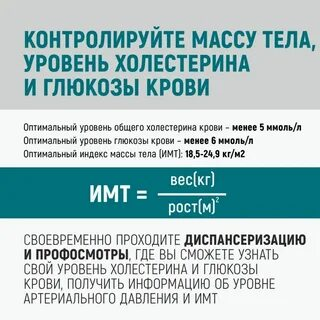 КОНТРОЛИРУЙТЕ МАССУ ТЕЛА,
УРОВЕНЬ ХОЛЕСТЕРИНА
И ГЛЮКОЗЫ КРОВИ
Оптимальный уровень общего холестерина крови – менее 5 ммоль/л
Оптимальный уровень глюкозы крови – менее 6 ммоль/л
Оптимальный индекс массы тела (ИМТ): 18,5-24,9 кг/м2
ИМТ = вес(кг)
рост(м)²
СВОЕВРЕМЕННО ПРОХОДИТЕ ДИСПАНСЕРИЗАЦИЮ
И ПРОФОСМОТРЫ, ГДЕ ВЫ СМОЖЕТЕ УЗНАТЬ
СВОЙ УРОВЕНЬ ХОЛЕСТЕРИНА И ГЛЮКОЗЫ
КРОВИ, ПОЛУЧИТЬ ИНФОРМАЦИЮ ОБ УРОВНЕ
АРТЕРИАЛЬНОГО ДАВЛЕНИЯ И ИМТ